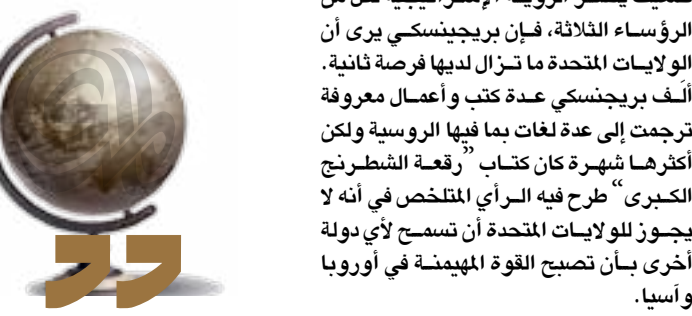 الرؤساء الثلاثة، فإن بريجينسكي يرى أن
الولايات المتحدة ما تزال لديها فرصة ثانية.
ألَف بريجنسكي عدة كتب وأعمال معروفة
ترجمت إلى عدة لغات بما فيها الروسية ولكن
أكثرها شهرة كان كتاب ”رقعة الشطرنج
الكبرى“ طرح فيه الرأي المتلخص في أنه لا
يجوز للولايات المتحدة أن تسمح لأي دولة
أخرى بأن تصبح القوة المهيمنة في أوروبا
وآسيا.